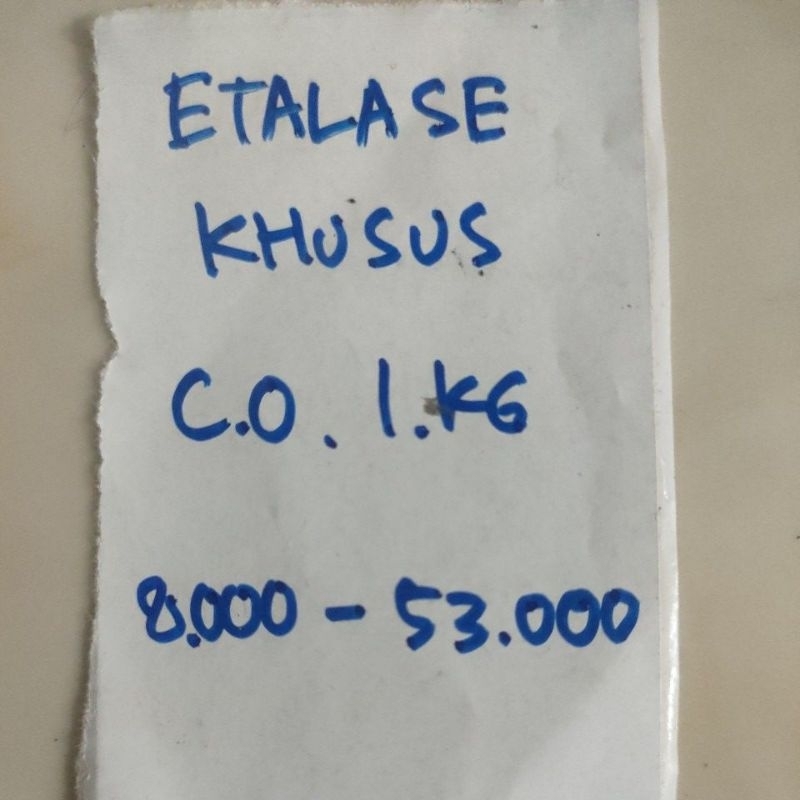 ETALASE
KHUSUS
C.O. 1.KG
8.000 - 53.000